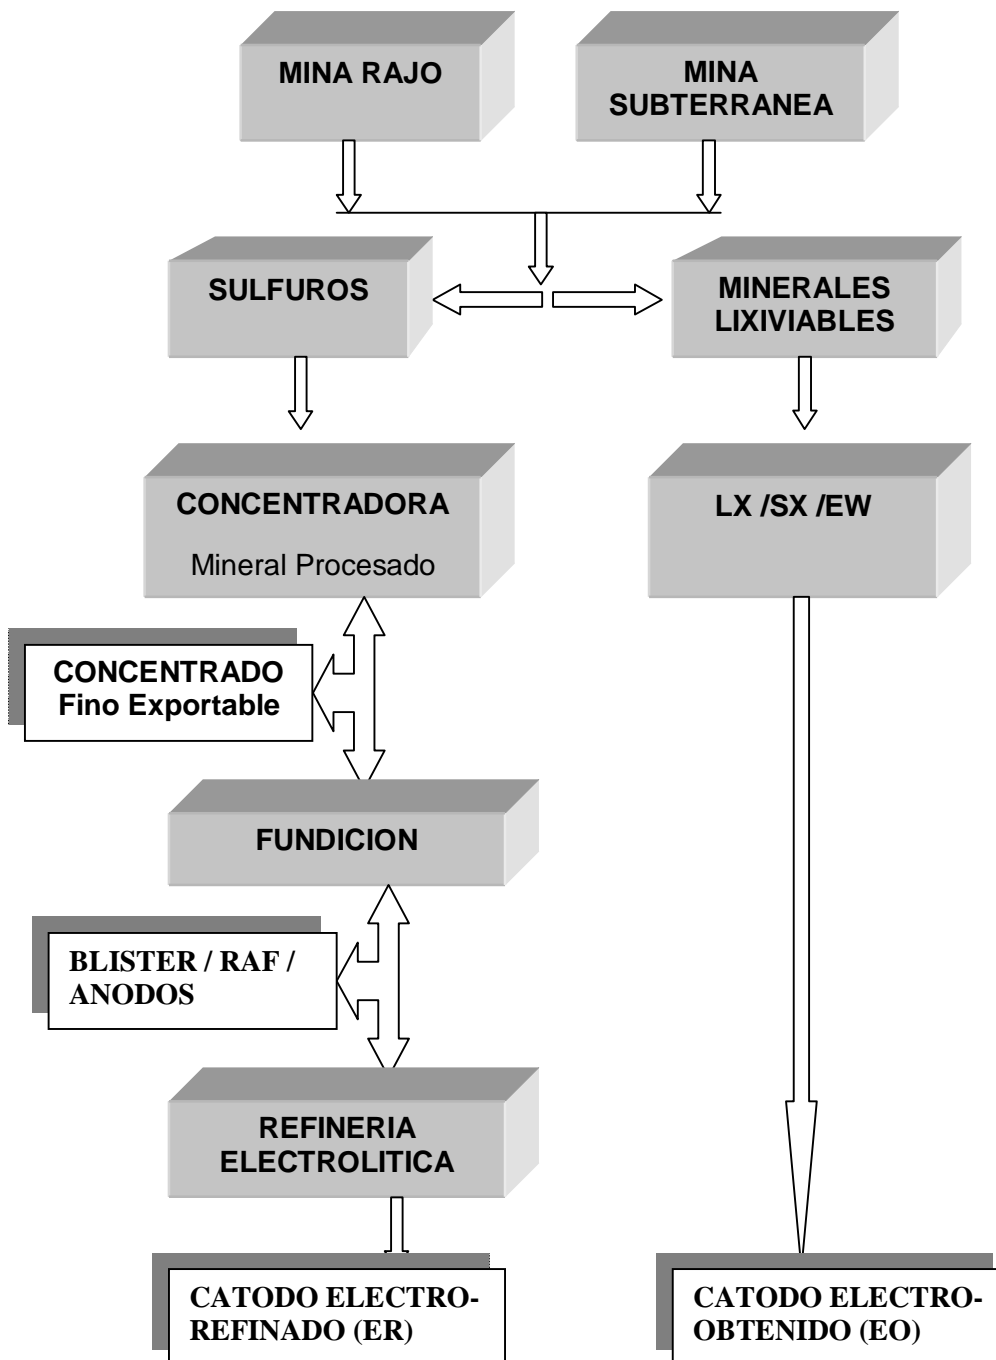 MINA RAJO
MINA
SUBTERRANEA
SULFUROS
MINERALES
LIXIVIABLES
CONCENTRADORA
Mineral Procesado
LX /SX /EW
CONCENTRADO
Fino Exportable
FUNDICION
BLISTER / RAF /
ANODOS
REFINERIA
ELECTROLITICA
CATODO ELECTRO-
REFINADO (ER)
CATODO ELECTRO-
OBTENIDO (EO)